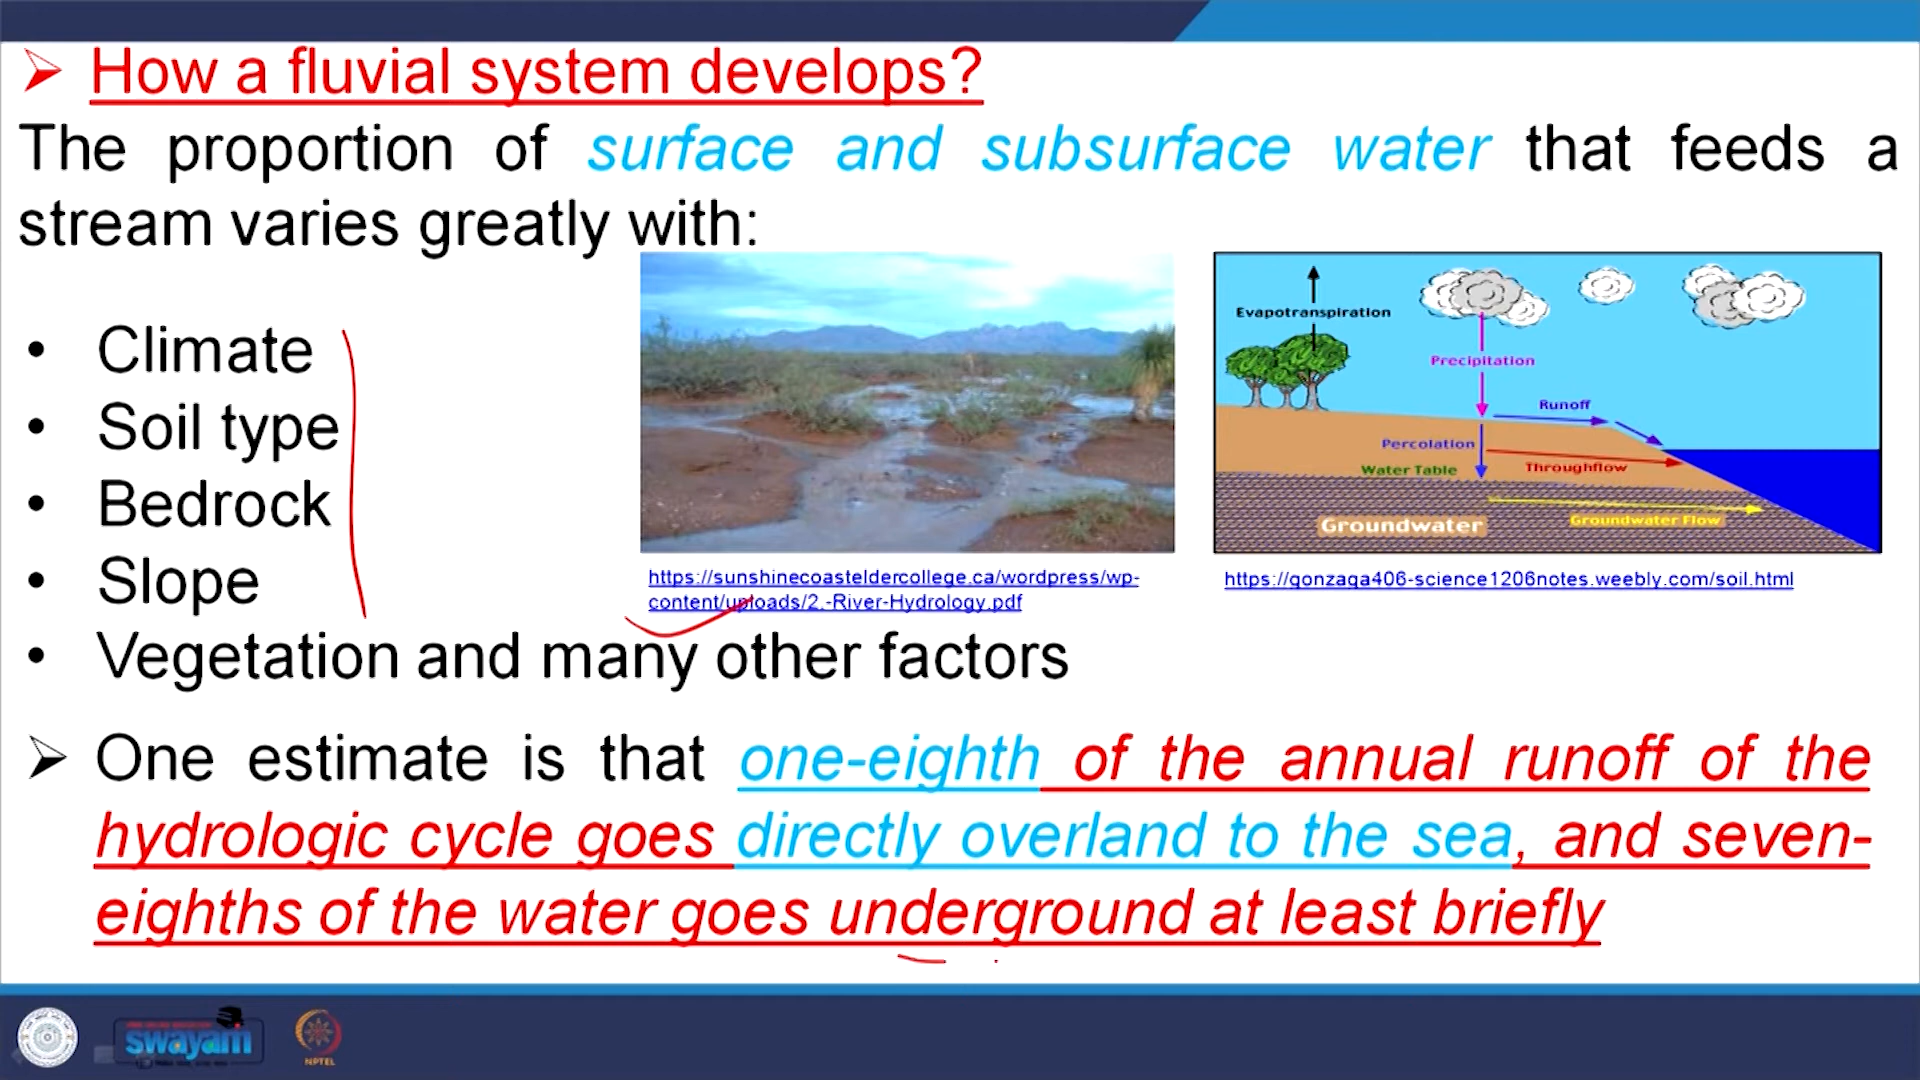 ➢ How a fluvial system develops?
The proportion of surface and subsurface water that feeds a
stream varies greatly with:
• Climate
• Soil type
• Bedrock
• Slope
• Vegetation and many other factors
Evapotranspiration
Precipitation
Runoff
Percolation
Water Table
Throughflow
Groundwater
Groundwater Flow
https://sunshinecoasteldercollege.ca/wordpress/wp-
content/uploads/2.-River-Hydrology.pdf
https://gonzaga406-science1206notes.weebly.com/soil.html
➢ One estimate is that one-eighth of the annual runoff of the
hydrologic cycle goes directly overland to the sea, and seven-
eighths of the water goes underground at least briefly
swayam
NPTEL